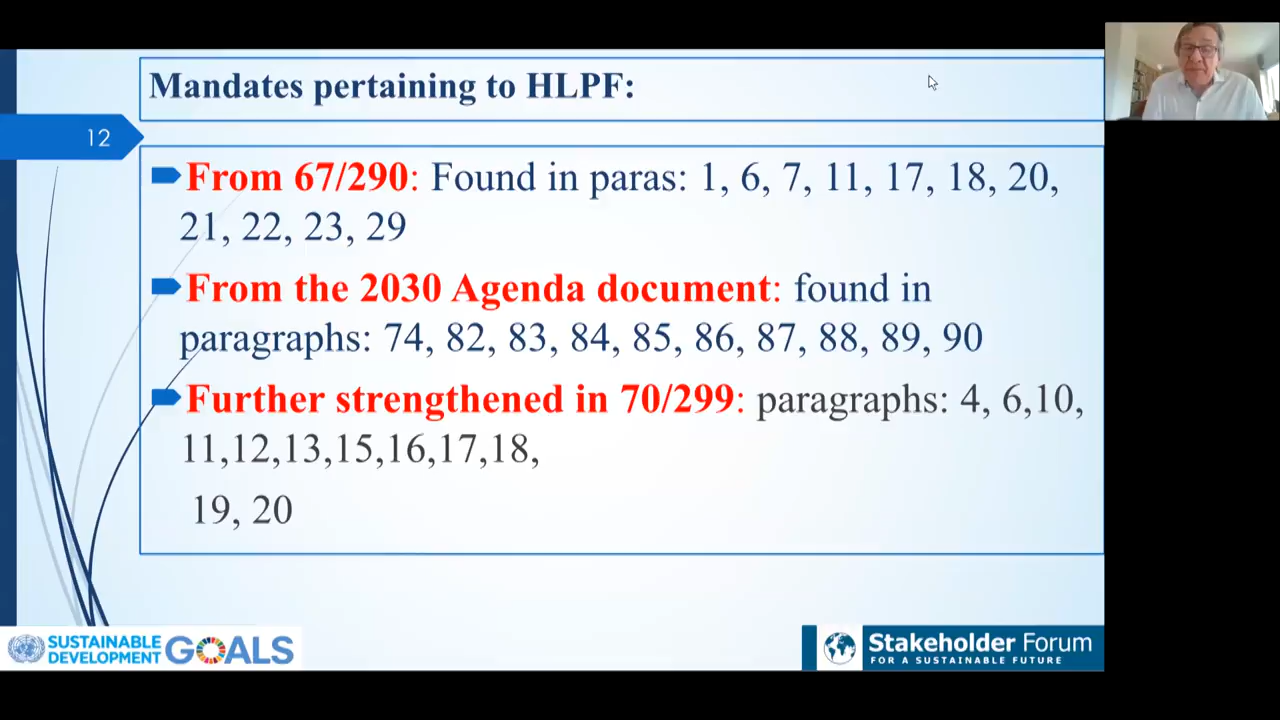 Mandates pertaining to HLPF:
12
From 67/290: Found in paras: 1, 6, 7, 11, 17, 18, 20,
21, 22, 23, 29
From the 2030 Agenda document: found in
paragraphs: 74, 82, 83, 84, 85, 86, 87, 88, 89, 90
Further strengthened in 70/299: paragraphs: 4, 6,10,
11,12,13,15,16,17,18,
19, 20
SUSTAINABLE
DEVELOPMENT
GOALS
Stakeholder Forum
FOR A SUSTAINABLE FUTURE